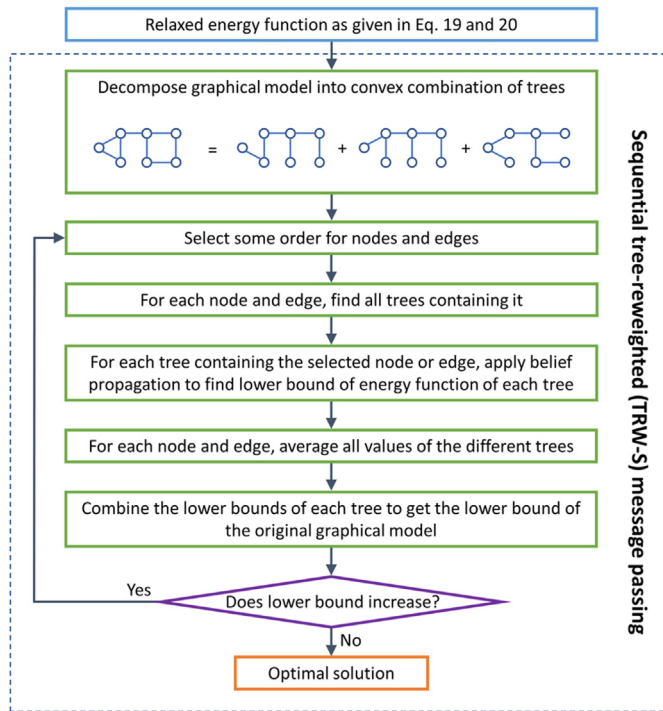 Relaxed energy function as given in Eq. 19 and 20
Decompose graphical model into convex combination of trees
= + +
Select some order for nodes and edges
For each node and edge, find all trees containing it
For each tree containing the selected node or edge, apply belief
propagation to find lower bound of energy function of each tree
For each node and edge, average all values of the different trees
Combine the lower bounds of each tree to get the lower bound of
the original graphical model
Does lower bound increase?
Yes
No
Optimal solution
Sequential tree-reweighted (TRW-S) message passing